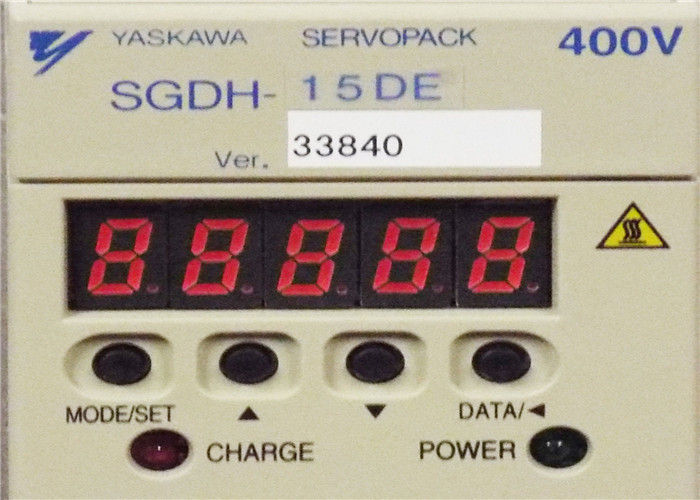 YASKAWA SERVOPACK 400V
SGDH-15DE
Ver. 33840
88888
MODE/SET ▲ ▼ DATA/◄
CHARGE POWER